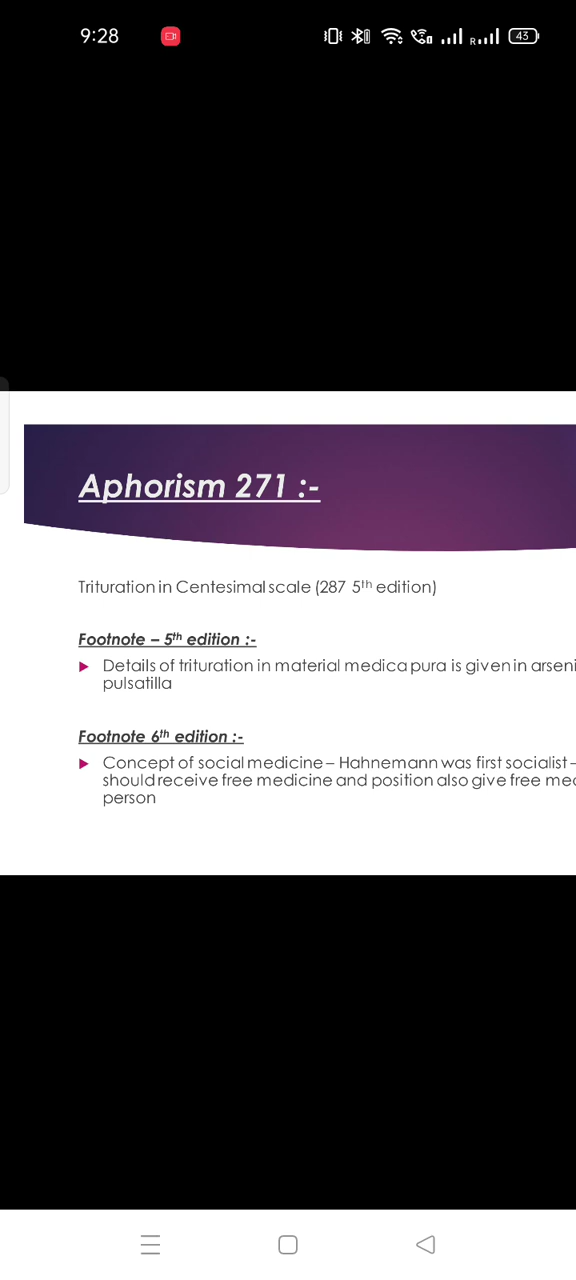 9:28
R
43
Aphorism 271 :-
Trituration in Centesimal scale (287 5th edition)
Footnote – 5th edition :-
Details of trituration in material medica pura is given in arseni
pulsatilla
Footnote 6th edition :-
Concept of social medicine – Hahnemann was first socialist –
should receive free medicine and position also give free me
person